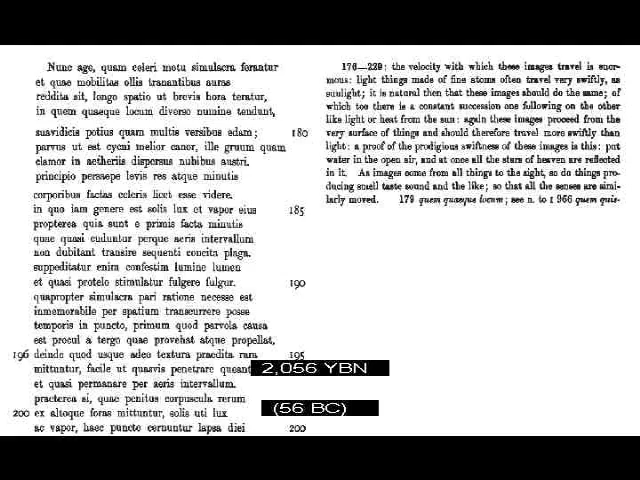 Nunc age, quam celeri motu simulacra ferantur
et quae mobilitas ollis tranantibus auras
reddita sit, longo spatio ut brevis hora teratur,
in quem quaeque locum diverso numine tendunt,
suavidicis potius quam multis versibus edam; 180
parvus ut est cycni melior canor, ille gruum quam
clamor in aetheriis dispersus nubibus austri.
principio persaepe levis res atque minutis
corporibus factas celeris licet esse videre.
in quo iam genere est solis lux et vapor eius 185
propterea quia sunt e primis facta minutis
quae quasi cuduntur perque aeris intervallum
non dubitant transire sequenti concita plaga.
suppeditatur enim confestim lumine lumen
et quasi protelo stimulatur fulgere fulgur. 190
quapropter simulacra pari ratione necesse est
inmemorabile per spatium transcurrere posse
temporis in puncto, primum quod parvola causa
est procul a tergo quae provehat atque propellat,
196 deinde quod usque adeo textura praedita rara 195
mittuntur, facile ut quasvis penetrare queant
et quasi permanare per aeris intervallum.
praeterea si, quae penitus corpuscula rerum
200 ex altoque foras mittuntur, solis uti lux
ac vapor, haec puncto cernuntur lapsa diei 200
176—229: the velocity with which these images travel is enor-
mous: light things made of fine atoms often travel very swiftly, as
sunlight; it is natural then that these images should do the same; of
which too there is a constant succession one following on the other
like light or heat from the sun: again these images proceed from the
very surface of things and should therefore travel more swiftly than
light: a proof of the prodigious swiftness of these images is this: put
water in the open air, and at once all the stars of heaven are reflected
in it. As images come from all things to the sight, so do things pro-
ducing smell taste sound and the like; so that all the senses are simi-
larly moved. 179 quem quaeque locum; see n. to I 966 quem quis-
2,056 YBN
(56 BC)